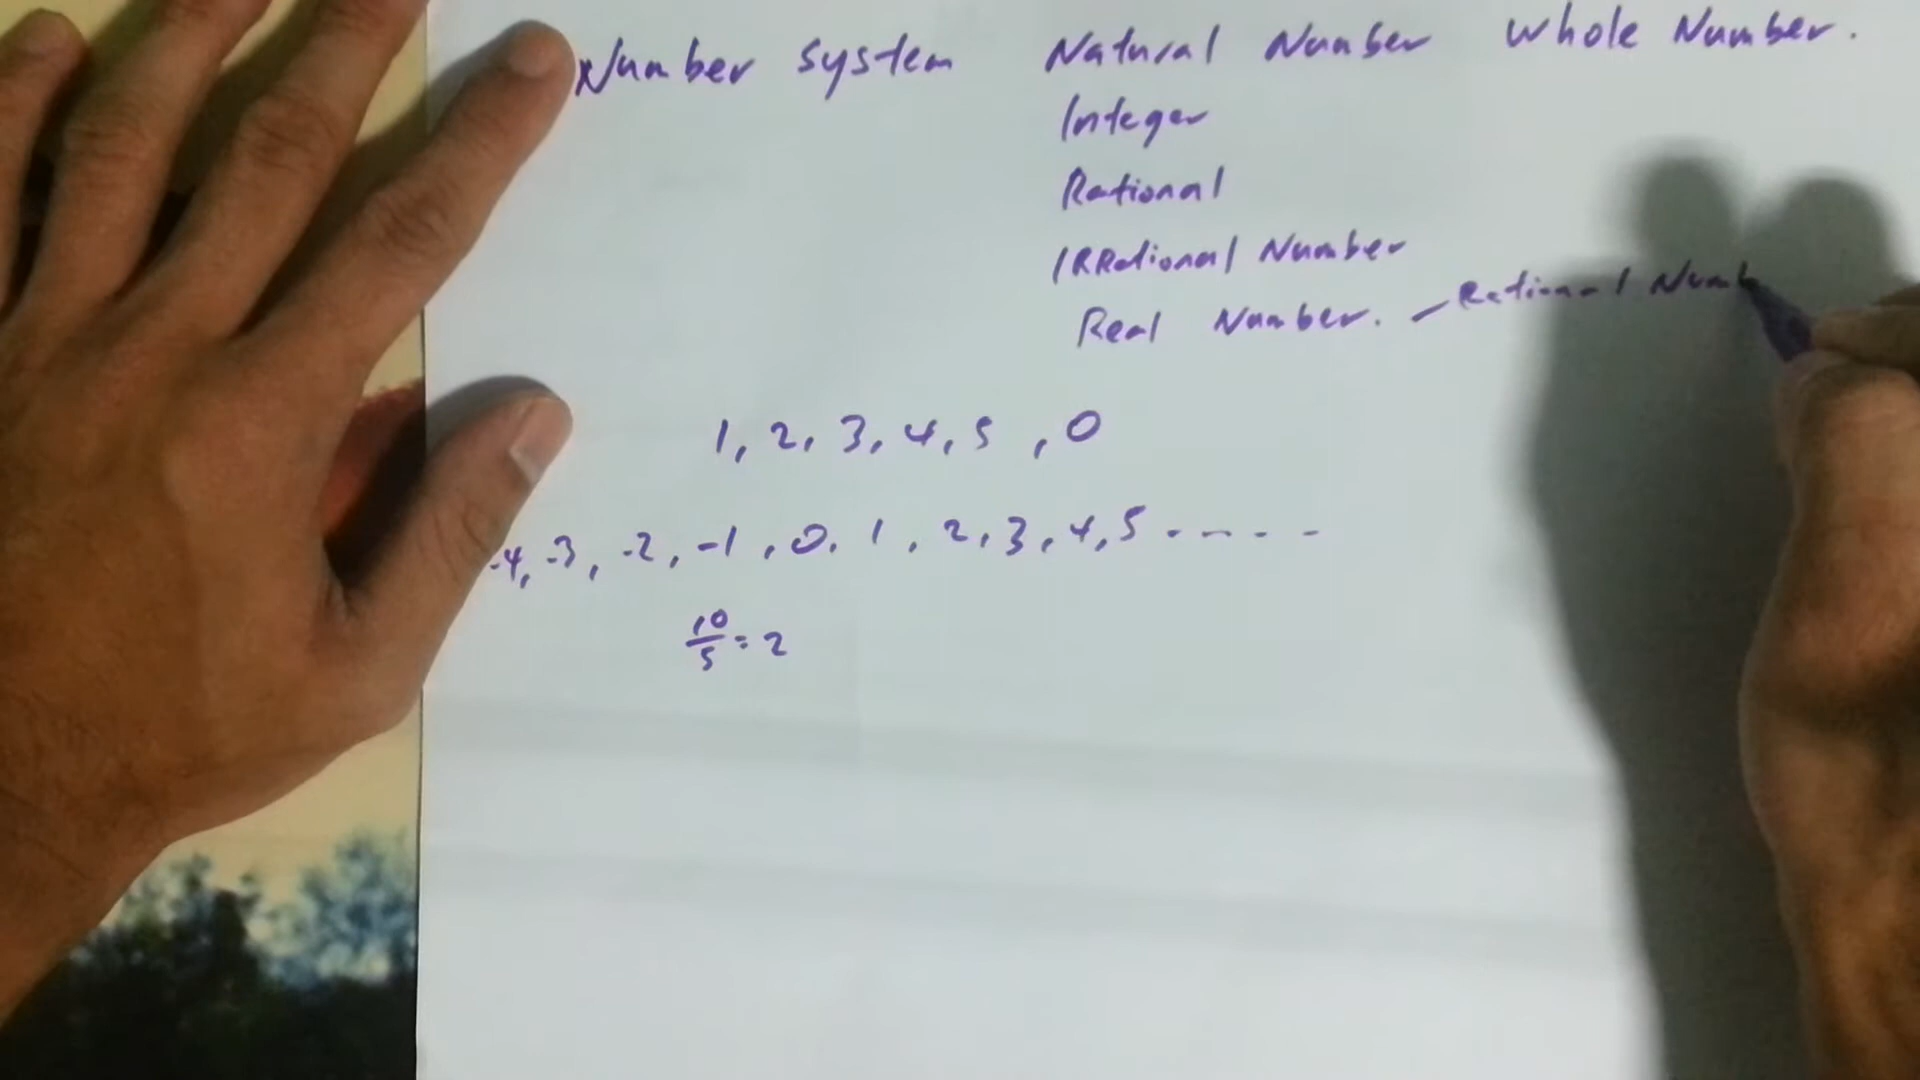 Number system Natural Number Whole Number.
Integer
Rational
IRRational Number
Real Number. — Rational Numb
1, 2, 3, 4, 5 , 0
-4, -3, -2, -1, 0, 1, 2, 3, 4, 5 - - - -
10/5 = 2